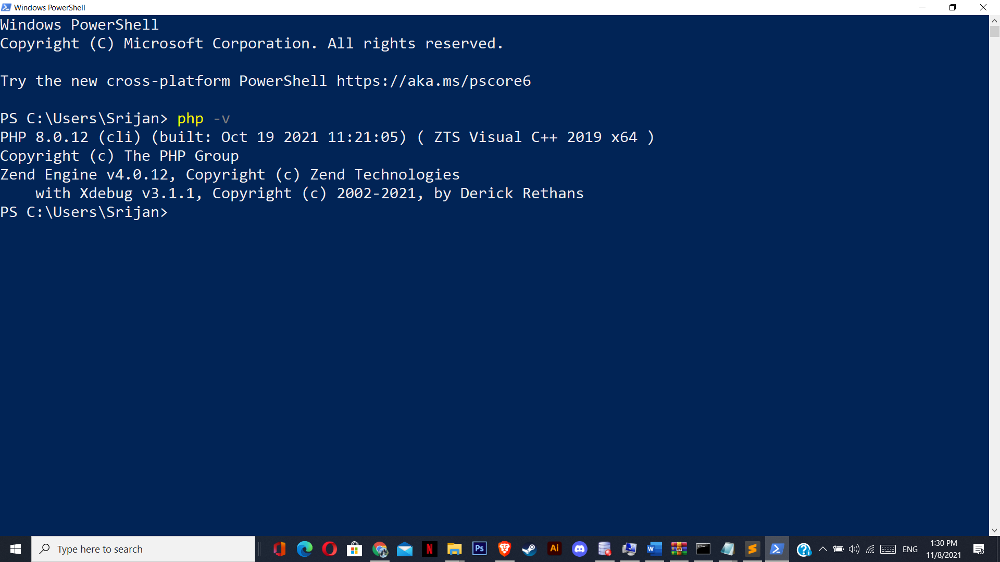 Windows PowerShell
Windows PowerShell
Copyright (C) Microsoft Corporation. All rights reserved.
Try the new cross-platform PowerShell https://aka.ms/pscore6
PS C:\Users\Srijan> php -v
PHP 8.0.12 (cli) (built: Oct 19 2021 11:21:05) ( ZTS Visual C++ 2019 x64 )
Copyright (c) The PHP Group
Zend Engine v4.0.12, Copyright (c) Zend Technologies
    with Xdebug v3.1.1, Copyright (c) 2002-2021, by Derick Rethans
PS C:\Users\Srijan>
Type here to search
N
Ps
Ai
W
ENG
1:30 PM
11/8/2021